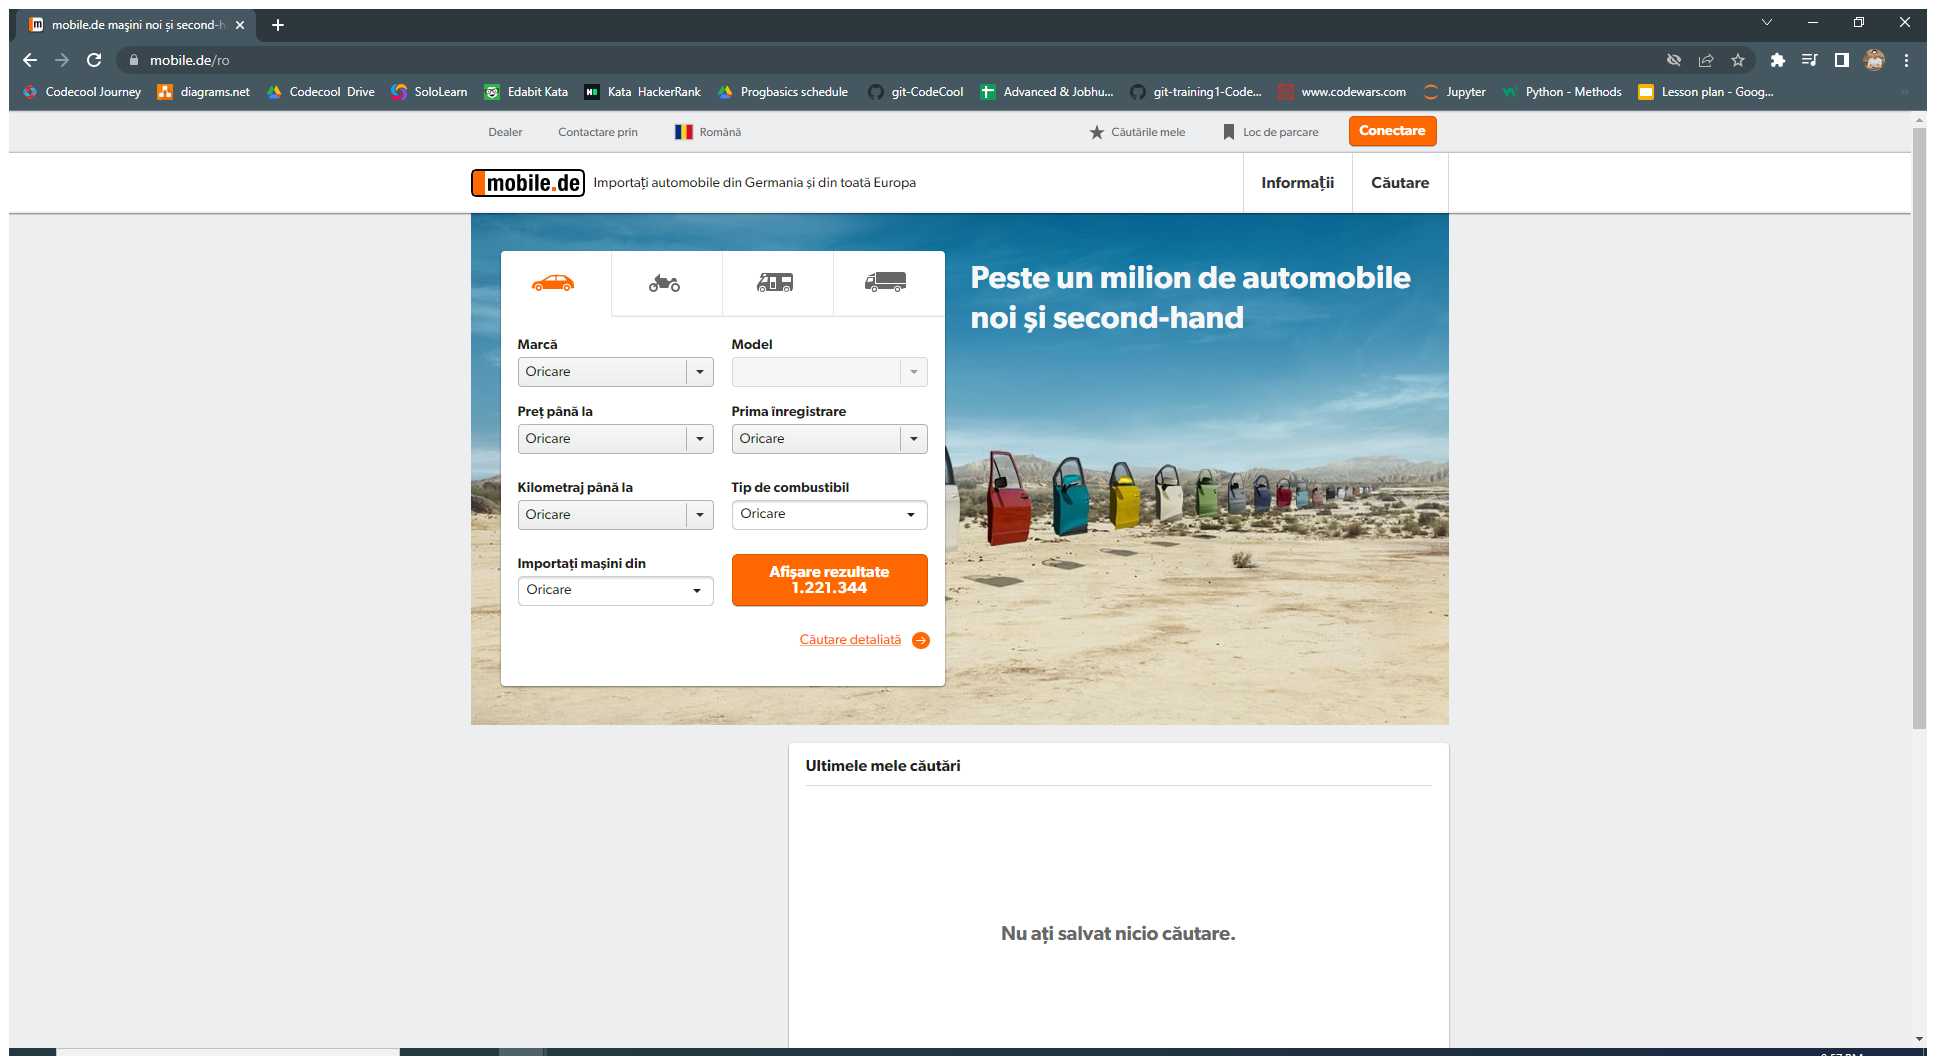 mobile.de mașini noi și second-h
mobile.de/ro
Codecool Journey
diagrams.net
Codecool Drive
SoloLearn
Edabit Kata
Kata HackerRank
Progbasics schedule
git-CodeCool
Advanced & Jobhu...
git-training1-Code...
www.codewars.com
Jupyter
Python - Methods
Lesson plan - Goog...
Dealer
Contactare prin
Română
Căutările mele
Loc de parcare
Conectare
mobile.de
Importați automobile din Germania și din toată Europa
Informații
Căutare
Peste un milion de automobile
noi și second-hand
Marcă
Model
Oricare
Preț până la
Prima înregistrare
Oricare
Oricare
Kilometraj până la
Tip de combustibil
Oricare
Oricare
Importați mașini din
Oricare
Afișare rezultate
1.221.344
Căutare detaliată
Ultimele mele căutări
Nu ați salvat nicio căutare.